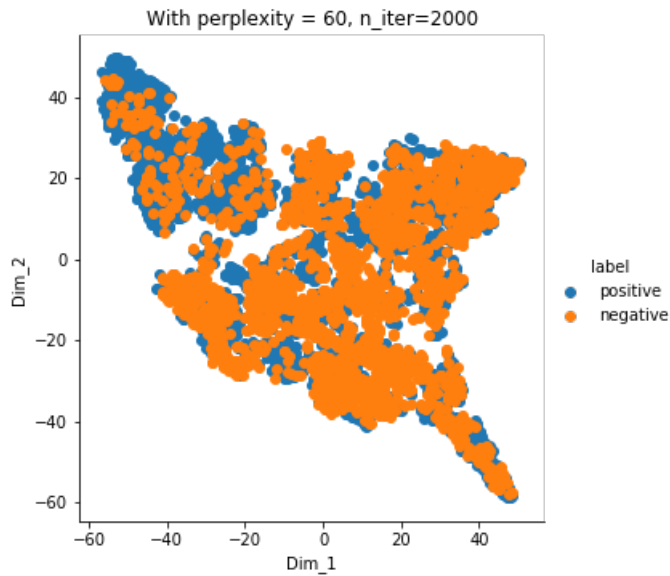 With perplexity = 60, n_iter=2000
40
20
0
−20
−40
−60
Dim_2
−60
−40
−20
0
20
40
Dim_1
label
positive
negative